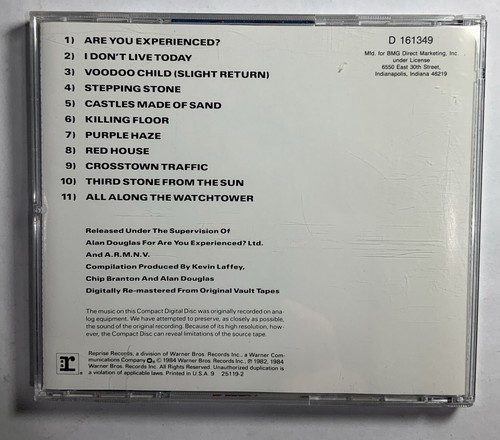 D 161349
Mfd. for BMG Direct Marketing, Inc.
under License
6550 East 30th Street,
Indianapolis, Indiana 46219
1) ARE YOU EXPERIENCED?
2) I DON'T LIVE TODAY
3) VOODOO CHILD (SLIGHT RETURN)
4) STEPPING STONE
5) CASTLES MADE OF SAND
6) KILLING FLOOR
7) PURPLE HAZE
8) RED HOUSE
9) CROSSTOWN TRAFFIC
10) THIRD STONE FROM THE SUN
11) ALL ALONG THE WATCHTOWER
Released Under The Supervision Of
Alan Douglas For Are You Experienced? Ltd.
And A.R.M.N.V.
Compilation Produced By Kevin Laffey,
Chip Branton And Alan Douglas
Digitally Re-mastered From Original Vault Tapes
The music on this Compact Digital Disc was originally recorded on ana-
log equipment. We have attempted to preserve, as closely as possible,
the sound of the original recording. Because of its high resolution, how-
ever, the Compact Disc can reveal limitations of the source tape.
r
Reprise Records, a division of Warner Bros. Records Inc., a Warner Com-
munications Company © 1984 Warner Bros. Records Inc. ℗ 1982, 1984
Warner Bros. Records Inc. All Rights Reserved. Unauthorized duplication is
a violation of applicable laws. Printed in U.S.A. 9 25119-2